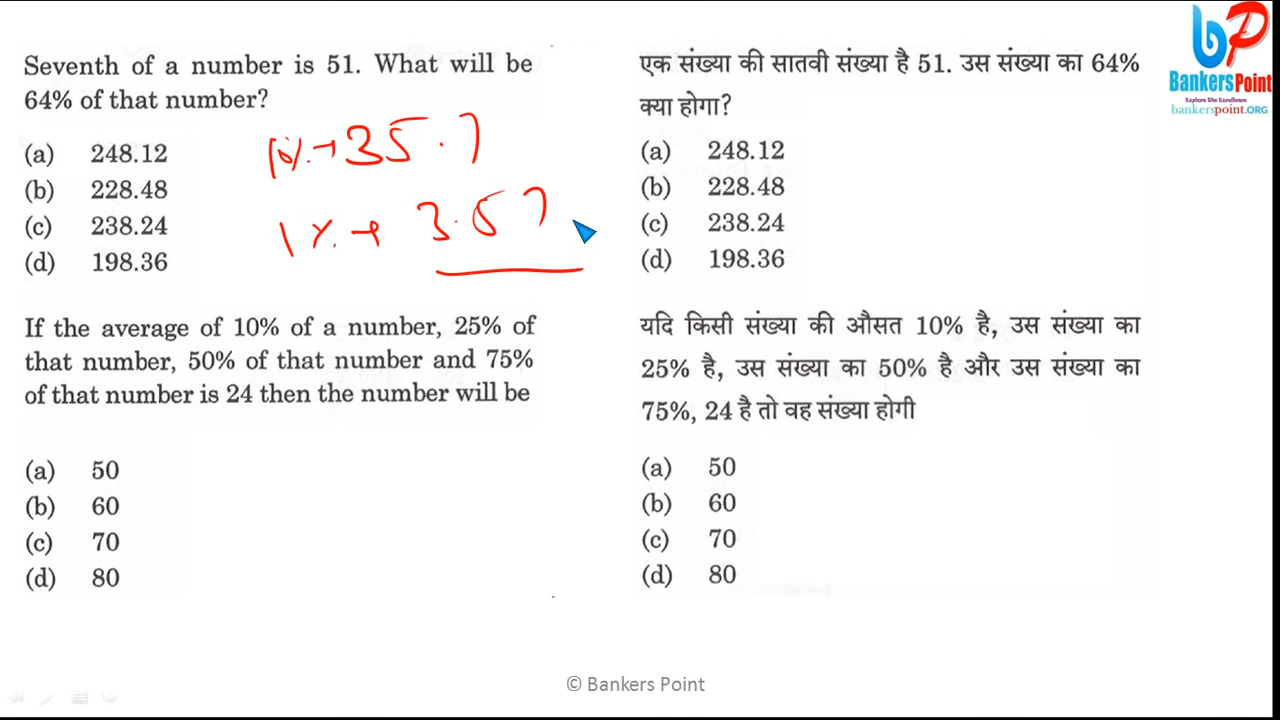 Seventh of a number is 51. What will be
64% of that number?
(a) 248.12
(b) 228.48
(c) 238.24
(d) 198.36
10% → 35.7
1% → 3.57
If the average of 10% of a number, 25% of
that number, 50% of that number and 75%
of that number is 24 then the number will be
(a) 50
(b) 60
(c) 70
(d) 80
एक संख्या की सातवी संख्या है 51. उस संख्या का 64%
क्या होगा?
(a) 248.12
(b) 228.48
(c) 238.24
(d) 198.36
यदि किसी संख्या की औसत 10% है, उस संख्या का
25% है, उस संख्या का 50% है और उस संख्या का
75%, 24 है तो वह संख्या होगी
(a) 50
(b) 60
(c) 70
(d) 80
bP
BankersPoint
Explore The Excellence
bankerspoint.ORG
© Bankers Point